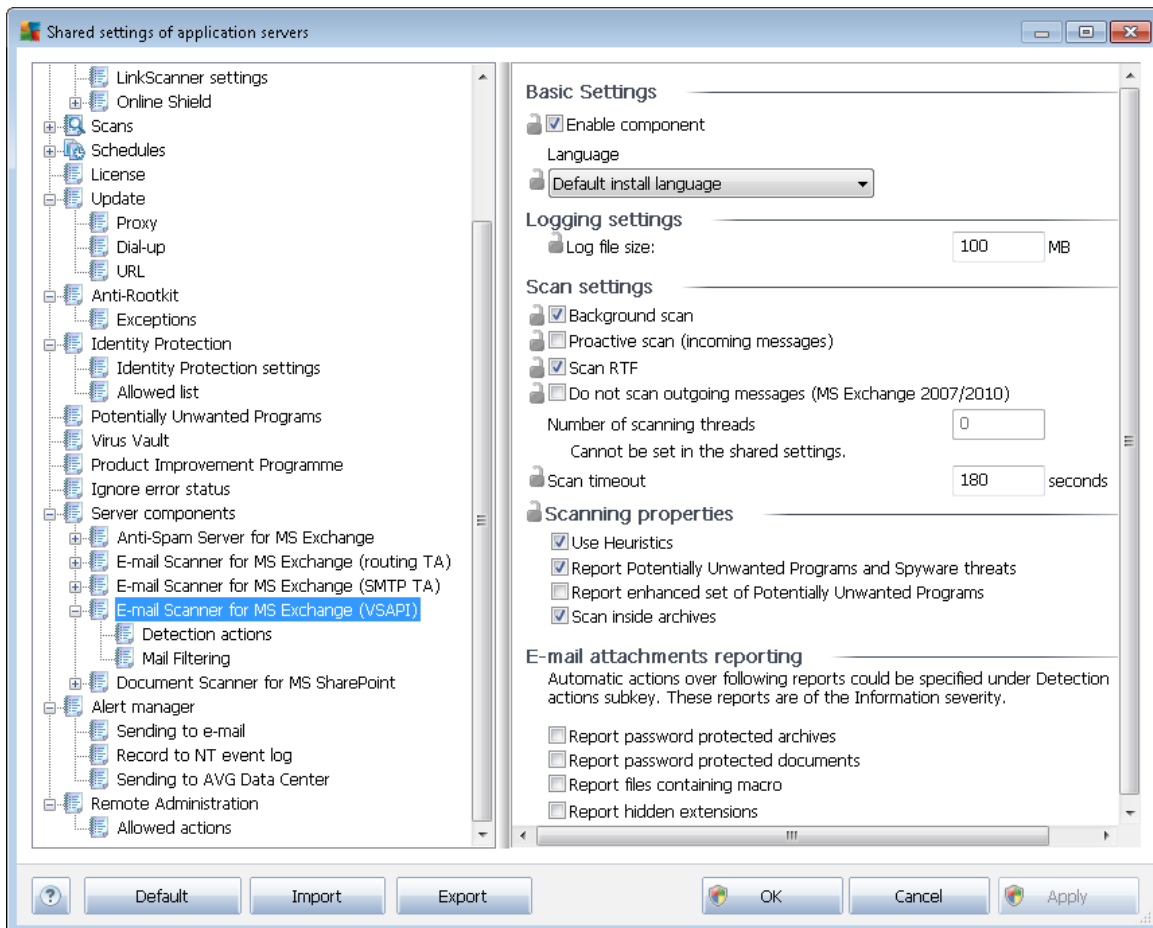 Shared settings of application servers
LinkScanner settings
Online Shield
Scans
Schedules
License
Update
Proxy
Dial-up
URL
Anti-Rootkit
Exceptions
Identity Protection
Identity Protection settings
Allowed list
Potentially Unwanted Programs
Virus Vault
Product Improvement Programme
Ignore error status
Server components
Anti-Spam Server for MS Exchange
E-mail Scanner for MS Exchange (routing TA)
E-mail Scanner for MS Exchange (SMTP TA)
E-mail Scanner for MS Exchange (VSAPI)
Detection actions
Mail Filtering
Document Scanner for MS SharePoint
Alert manager
Sending to e-mail
Record to NT event log
Sending to AVG Data Center
Remote Administration
Allowed actions
Basic Settings
Enable component
Language
Default install language
Logging settings
Log file size: 100 MB
Scan settings
Background scan
Proactive scan (incoming messages)
Scan RTF
Do not scan outgoing messages (MS Exchange 2007/2010)
Number of scanning threads 0
Cannot be set in the shared settings.
Scan timeout 180 seconds
Scanning properties
Use Heuristics
Report Potentially Unwanted Programs and Spyware threats
Report enhanced set of Potentially Unwanted Programs
Scan inside archives
E-mail attachments reporting
Automatic actions over following reports could be specified under Detection
actions subkey. These reports are of the Information severity.
Report password protected archives
Report password protected documents
Report files containing macro
Report hidden extensions
? Default Import Export OK Cancel Apply